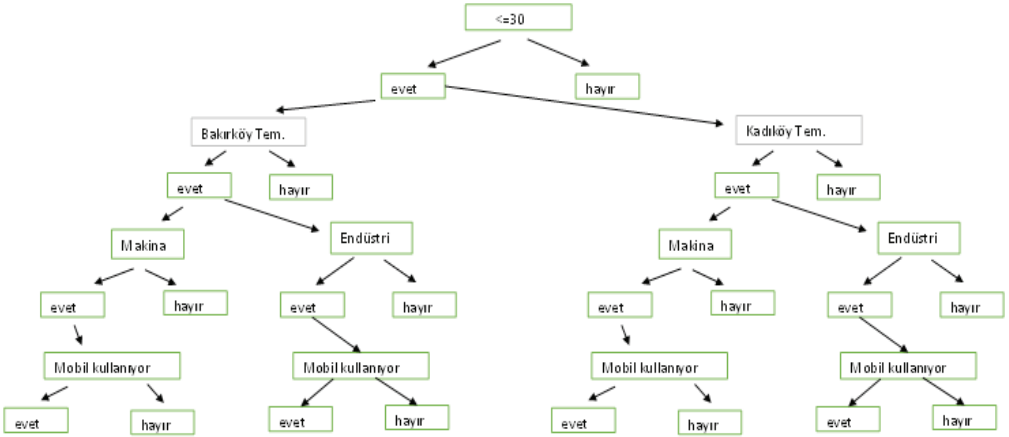 <=30
evet
hayır
Bakırköy Tem.
Kadıköy Tem.
evet
hayır
evet
hayır
Makina
Endüstri
Makina
Endüstri
evet
hayır
evet
hayır
evet
hayır
evet
hayır
Mobil kullanıyor
Mobil kullanıyor
Mobil kullanıyor
Mobil kullanıyor
evet
hayır
evet
hayır
evet
hayır
evet
hayır